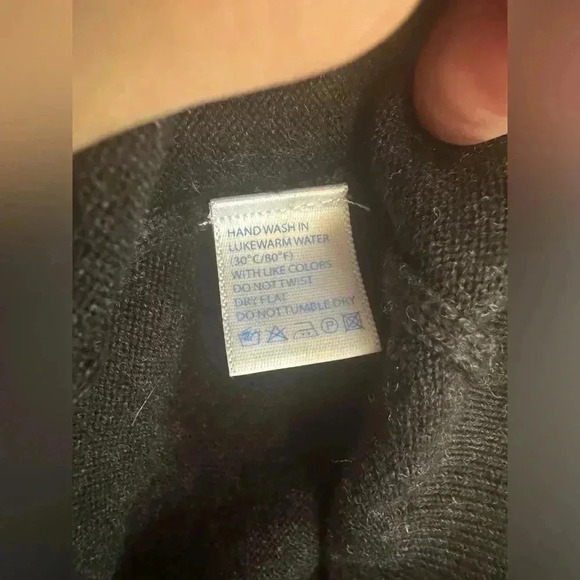 HAND WASH IN
LUKEWARM WATER
(30°C/80°F)
WITH LIKE COLORS
DO NOT TWIST
DRY FLAT
DO NOT TUMBLE DRY
P